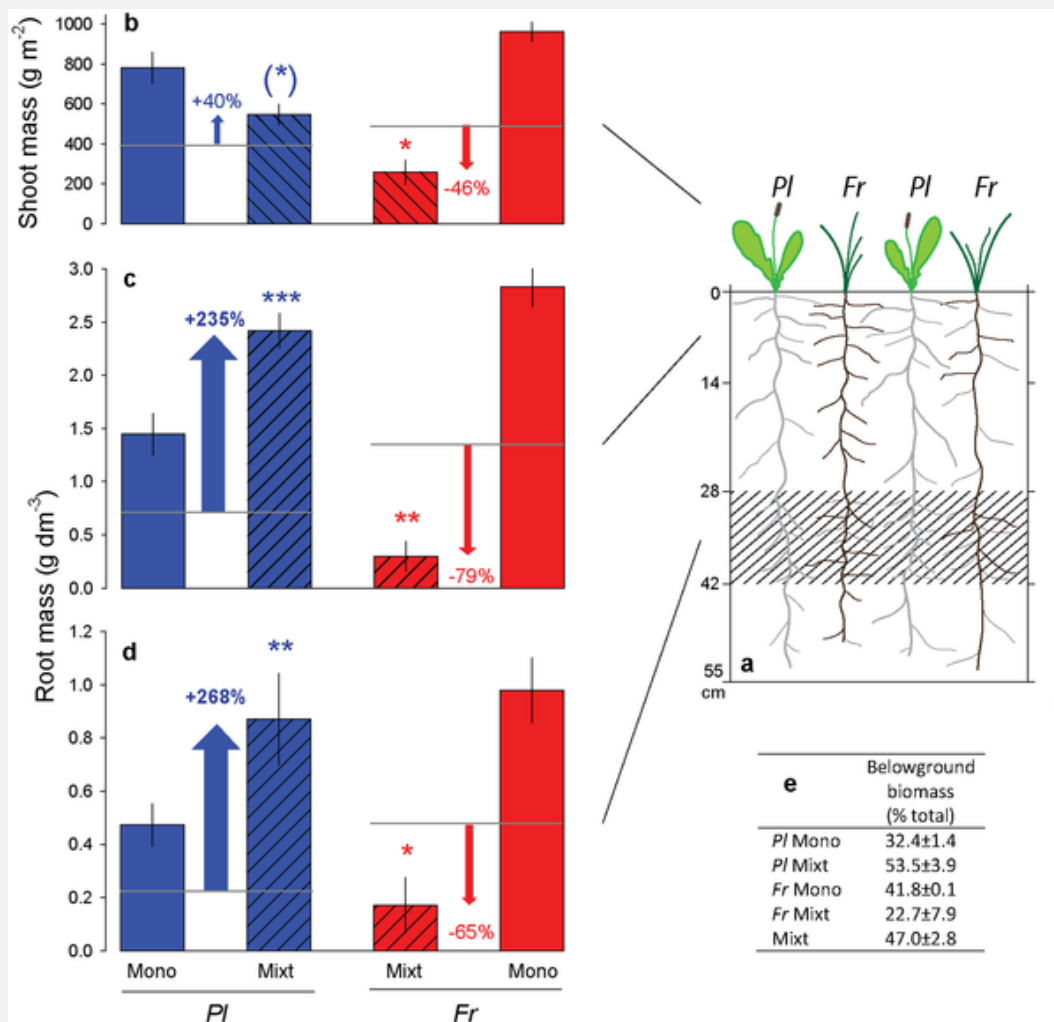 b
Shoot mass (g m-2)
1000
800
600
400
200
0
+40%
(*)
*
-46%
c
Root mass (g dm-3)
3.0
2.5
2.0
1.5
1.0
0.5
0.0
+235%
***
**
-79%
d
1.2
1.0
0.8
0.6
0.4
0.2
0.0
+268%
**
*
-65%
Mono Mixt Mixt Mono
Pl Fr
Pl Fr Pl Fr
0
14
28
42
55
cm
a
e
Belowground
biomass
(% total)
Pl Mono 32.4±1.4
Pl Mixt 53.5±3.9
Fr Mono 41.8±0.1
Fr Mixt 22.7±7.9
Mixt 47.0±2.8